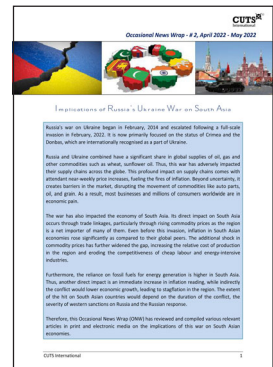 CUTS
International
Occasional News Wrap - # 2, April 2022 - May 2022
Implications of Russia's Ukraine War on South Asia
Russia's war on Ukraine began in February, 2014 and escalated following a full-scale
invasion in February, 2022. It is now primarily focused on the status of Crimea and the
Donbas, which are internationally recognised as a part of Ukraine.
Russia and Ukraine combined have a significant share in global supplies of oil, gas and
other commodities such as wheat, sunflower oil. Thus, this war has adversely impacted
their supply chains across the globe. This profound impact on supply chains comes with
attendant near-weekly price increases, fueling the fires of inflation. Beyond uncertainty, it
creates barriers in the market, disrupting the movement of commodities like auto parts,
oil, and grain. As a result, most businesses and millions of consumers worldwide are in
economic pain.
The war has also impacted the economy of South Asia. Its direct impact on South Asia
occurs through trade linkages, particularly through rising commodity prices as the region
is a net importer of many of them. Even before this invasion, inflation in South Asian
economies rose significantly as compared to their global peers. The additional shock in
commodity prices has further widened the gap, increasing the relative cost of production
in the region and eroding the competitiveness of cheap labour and energy-intensive
industries.
Furthermore, the reliance on fossil fuels for energy generation is higher in South Asia.
Thus, another direct impact is an immediate increase in inflation reading, while indirectly
the conflict would lower economic growth, leading to stagflation in the region. The extent
of the hit on South Asian countries would depend on the duration of the conflict, the
severity of western sanctions on Russia and the Russian response.
Therefore, this Occasional News Wrap (ONW) has reviewed and compiled various relevant
articles in print and electronic media on the implications of this war on South Asian
economies.
CUTS International 1